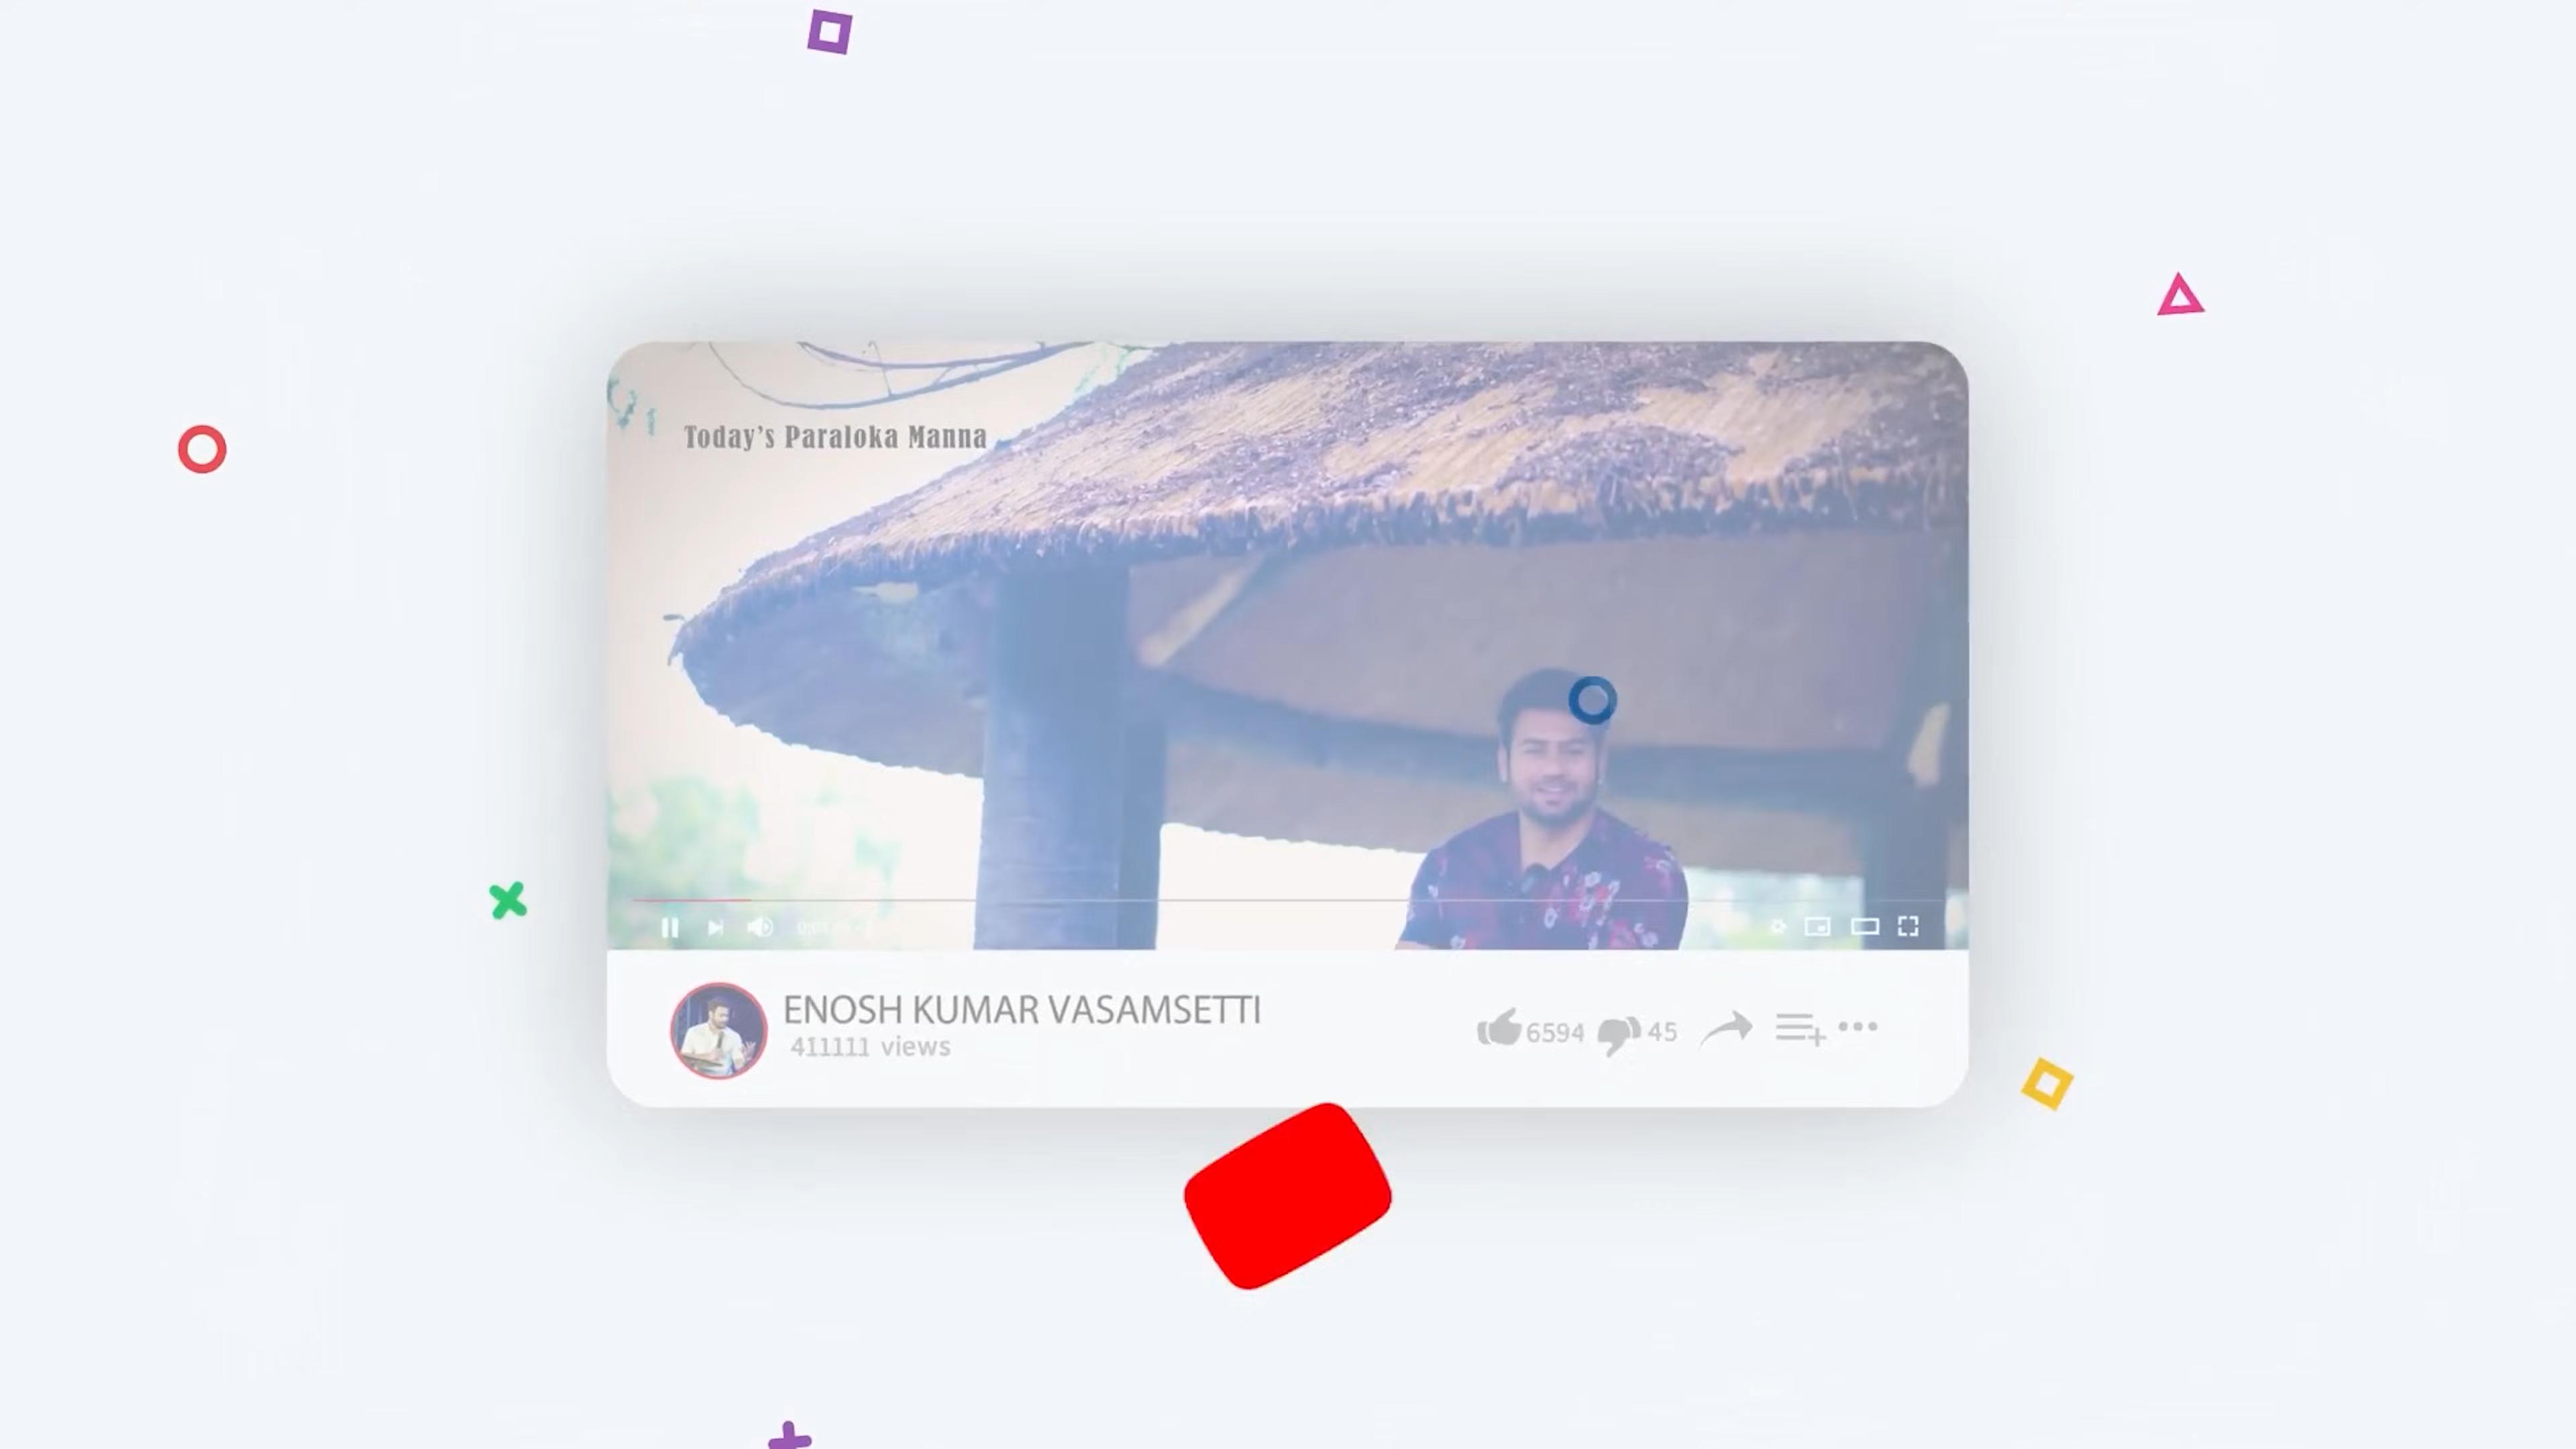 Today's Paraloka Manna
ENOSH KUMAR VASAMSETTI
411111 views
6594
45